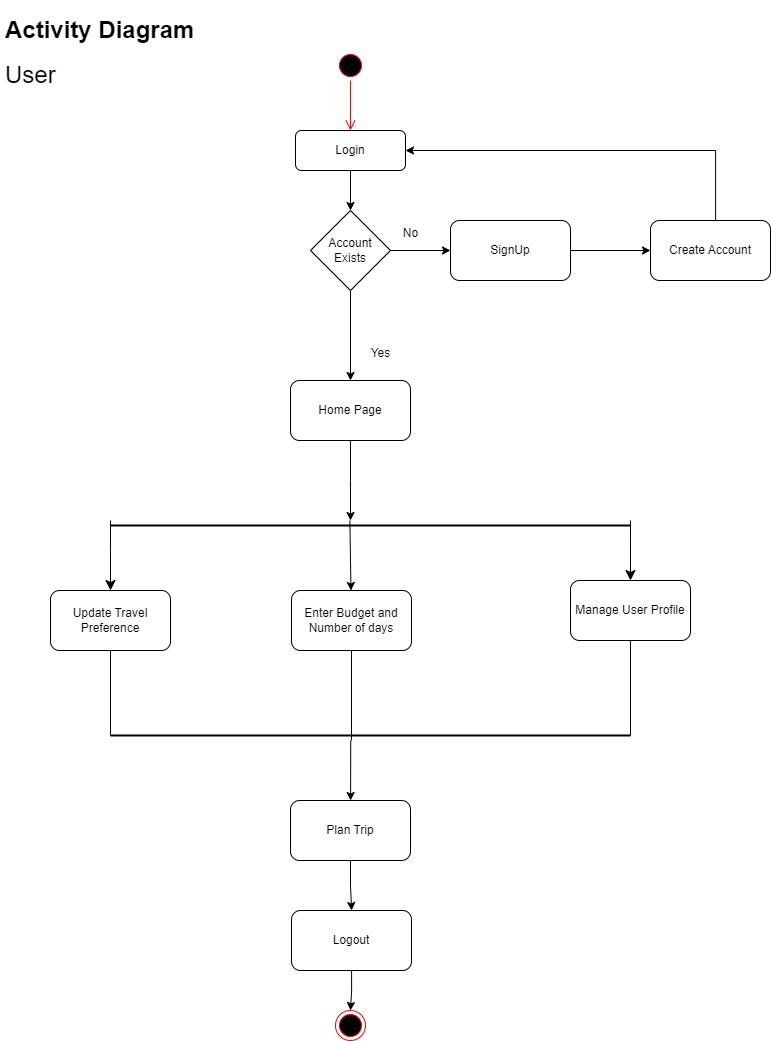 Activity Diagram
User
Login
Account
Exists
No
SignUp
Create Account
Yes
Home Page
Update Travel
Preference
Enter Budget and
Number of days
Manage User Profile
Plan Trip
Logout